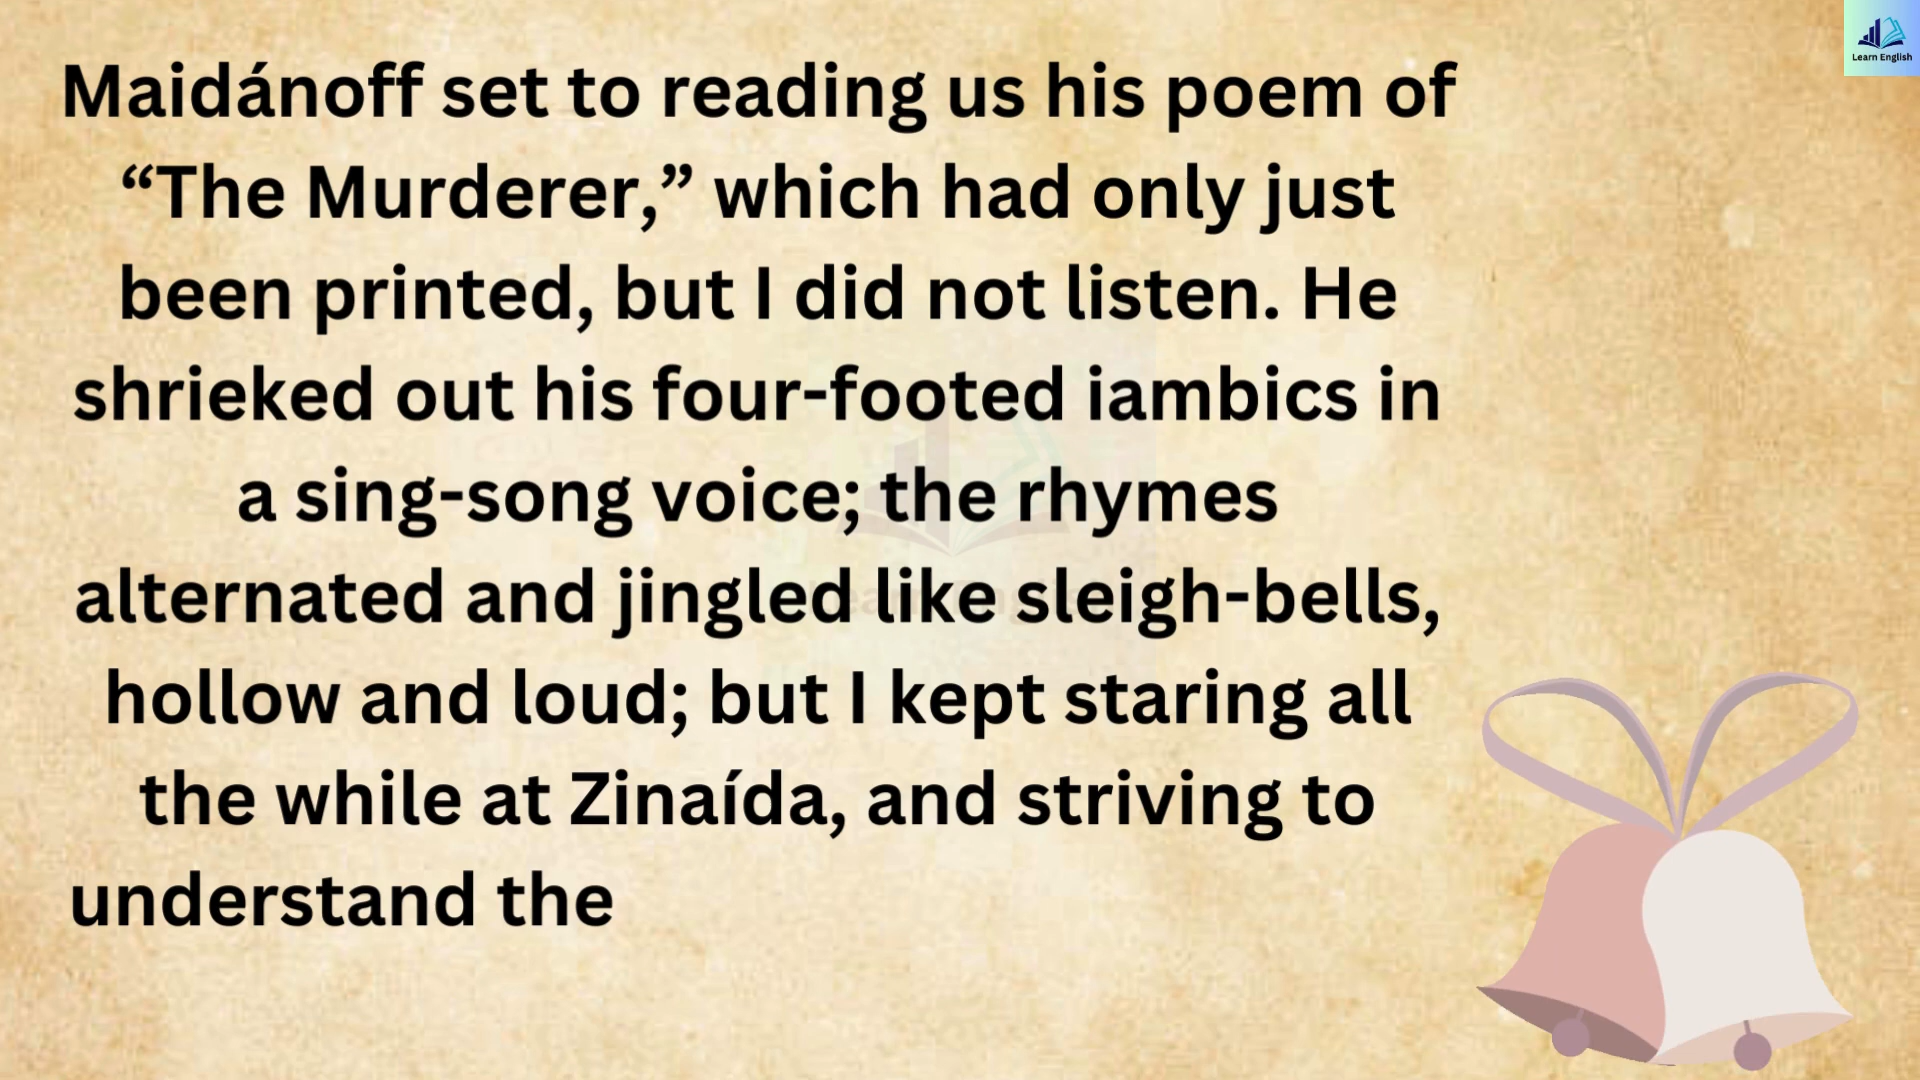 Maidánoff set to reading us his poem of
“The Murderer,” which had only just
been printed, but I did not listen. He
shrieked out his four-footed iambics in
a sing-song voice; the rhymes
alternated and jingled like sleigh-bells,
hollow and loud; but I kept staring all
the while at Zinaída, and striving to
understand the
Learn English